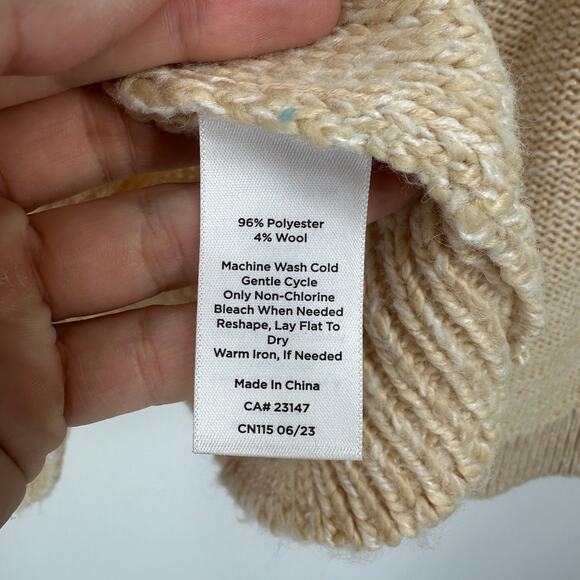 96% Polyester
4% Wool
Machine Wash Cold
Gentle Cycle
Only Non-Chlorine
Bleach When Needed
Reshape, Lay Flat To
Dry
Warm Iron, If Needed
Made In China
CA# 23147
CN115 06/23